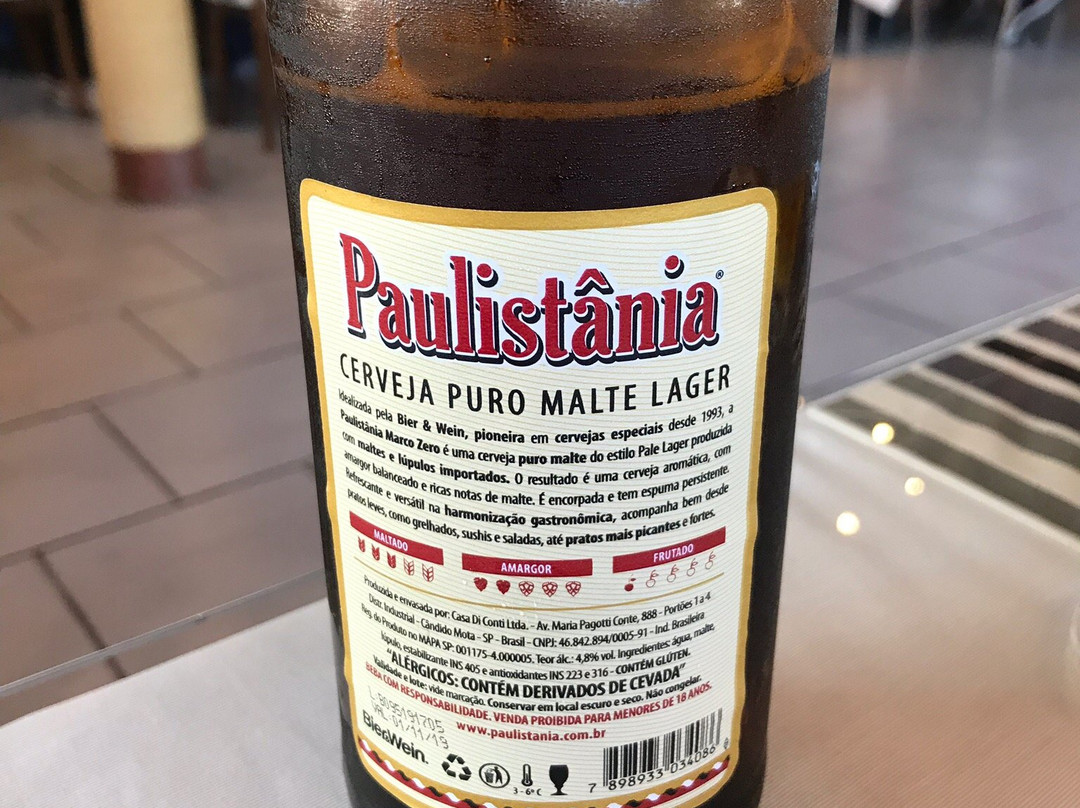 Paulistânia®
CERVEJA PURO MALTE LAGER
Idealizada pela Bier & Wein, pioneira em cervejas especiais desde 1993, a
Paulistânia Marco Zero é uma cerveja puro malte do estilo Pale Lager produzida
com maltes e lúpulos importados. O resultado é uma cerveja aromática, com
amargor balanceado e ricas notas de malte. É encorpada e tem espuma persistente.
Refrescante e versátil na harmonização gastronômica, acompanha bem desde
pratos leves, como grelhados, sushis e saladas, até pratos mais picantes e fortes.
MALTADO
AMARGOR
FRUTADO
Produzida e envasada por: Casa Di Conti Ltda. - Av. Maria Pagotti Conte, 888 - Portões 1 a 4
Distr. Industrial - Cândido Mota - SP - Brasil - CNPJ: 46.842.894/0005-91 - Ind. Brasileira
Reg. do Produto no MAPA SP: 001175-4.000005. Teor álc.: 4,8% vol. Ingredientes: água, malte,
lúpulo, estabilizante INS 405 e antioxidantes INS 223 e 316 - CONTÉM GLÚTEN.
"ALÉRGICOS: CONTÉM DERIVADOS DE CEVADA"
Validade e lote: vide marcação. Conservar em local escuro e seco. Não congelar.
BEBA COM RESPONSABILIDADE. VENDA PROIBIDA PARA MENORES DE 18 ANOS.
www.paulistania.com.br
VAL: 01/11/19
Bier&Wein.
3-6ºC
7 898933 034086